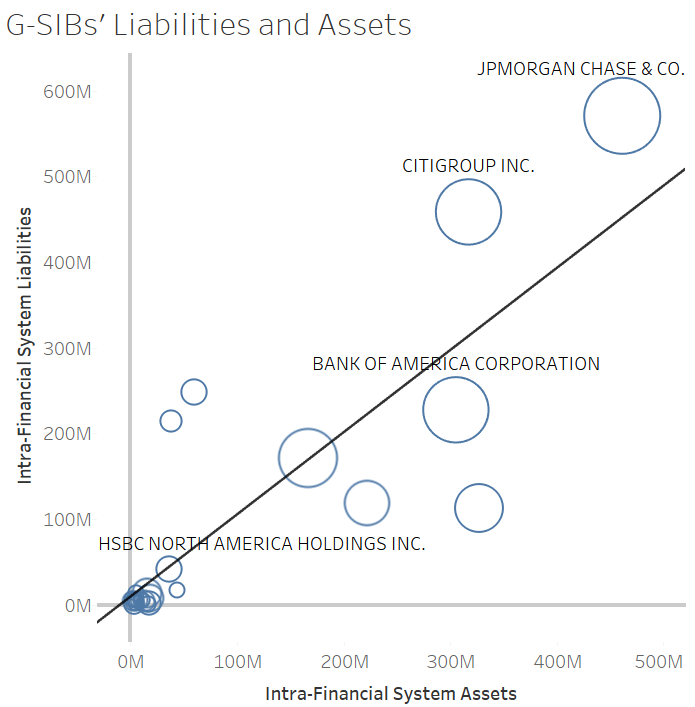 G-SIBs’ Liabilities and Assets
JPMORGAN CHASE & CO.
600M
CITIGROUP INC.
500M
400M
300M
BANK OF AMERICA CORPORATION
200M
100M
HSBC NORTH AMERICA HOLDINGS INC.
0M
Intra-Financial System Liabilities
0M 100M 200M 300M 400M 500M
Intra-Financial System Assets